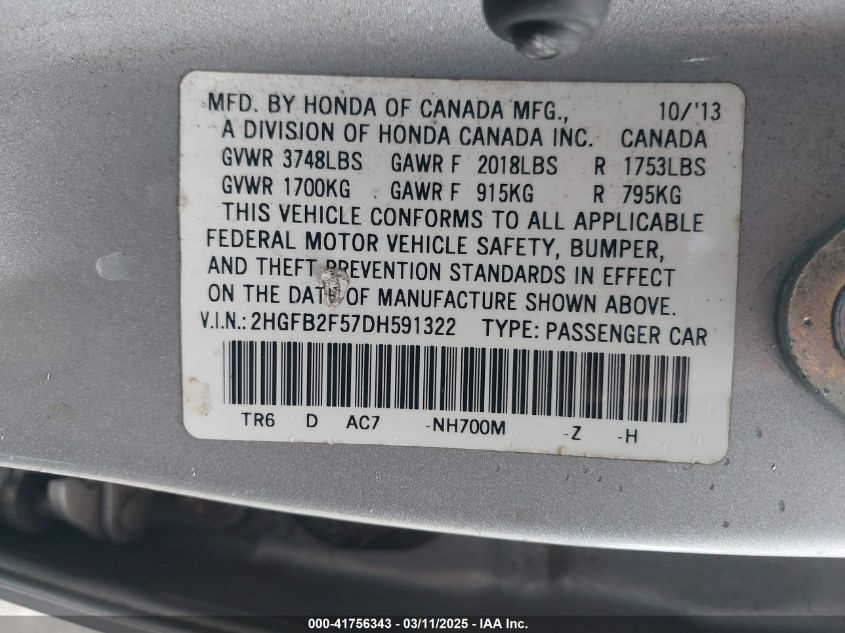 MFD. BY HONDA OF CANADA MFG., 10/'13
A DIVISION OF HONDA CANADA INC. CANADA
GVWR 3748LBS GAWR F 2018LBS R 1753LBS
GVWR 1700KG GAWR F 915KG R 795KG
THIS VEHICLE CONFORMS TO ALL APPLICABLE
FEDERAL MOTOR VEHICLE SAFETY, BUMPER,
AND THEFT PREVENTION STANDARDS IN EFFECT
ON THE DATE OF MANUFACTURE SHOWN ABOVE.
V.I.N.: 2HGFB2F57DH591322 TYPE: PASSENGER CAR
TR6 D AC7 -NH700M -Z -H
000-41756343 - 03/11/2025 - IAA Inc.